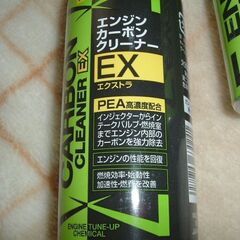 エンジン
カーボン
クリーナー
EX
エクストラ
PEA高濃度配合
インジェクターからイン
テークバルブ・燃焼室
までエンジン内部の
カーボンを強力除去
エンジンの性能を回復
燃焼効率・始動性
加速性・燃費を改善
CARBON
CLEANER EX
ENGINE TUNE-UP
CHEMICAL